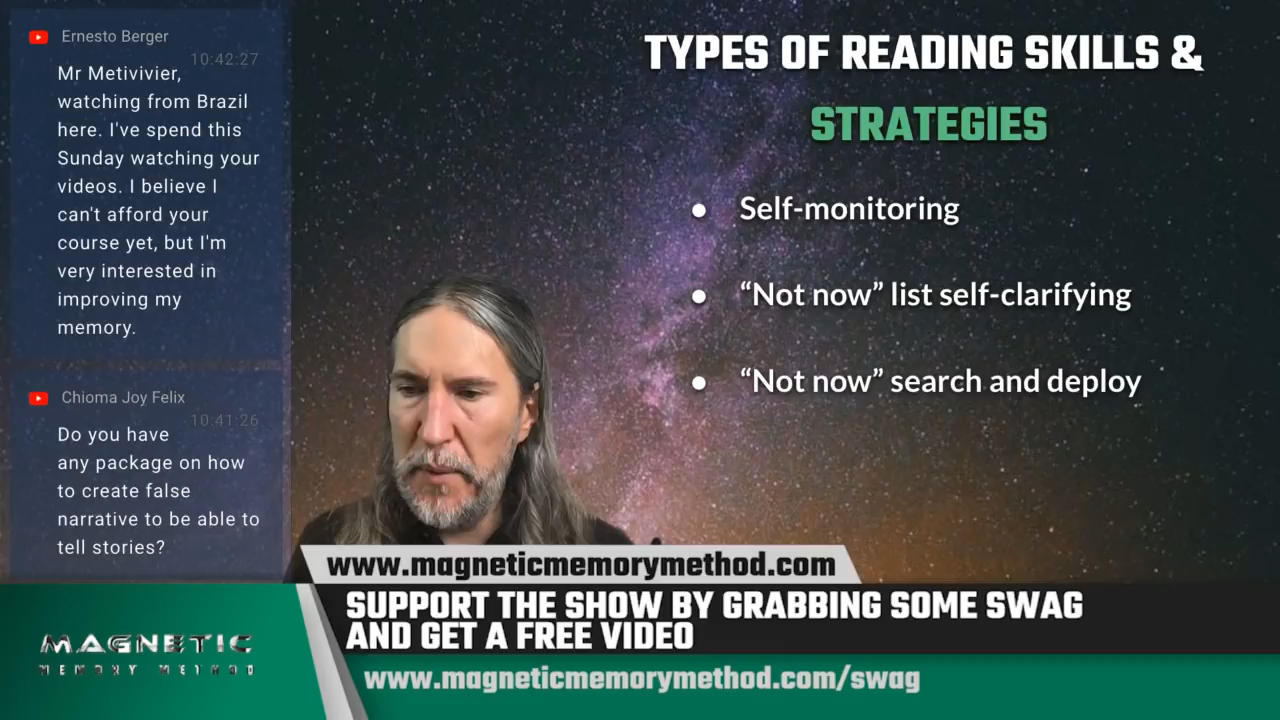 Ernesto Berger
10:42:27
Mr Metivivier,
watching from Brazil
here. I've spend this
Sunday watching your
videos. I believe I
can't afford your
course yet, but I'm
very interested in
improving my
memory.
Chioma Joy Felix
10:41:26
Do you have
any package on how
to create false
narrative to be able to
tell stories?
TYPES OF READING SKILLS &
STRATEGIES
● Self-monitoring
● “Not now” list self-clarifying
● “Not now” search and deploy
www.magneticmemorymethod.com
SUPPORT THE SHOW BY GRABBING SOME SWAG
AND GET A FREE VIDEO
www.magneticmemorymethod.com/swag
MAGNETIC
MEMORY METHOD